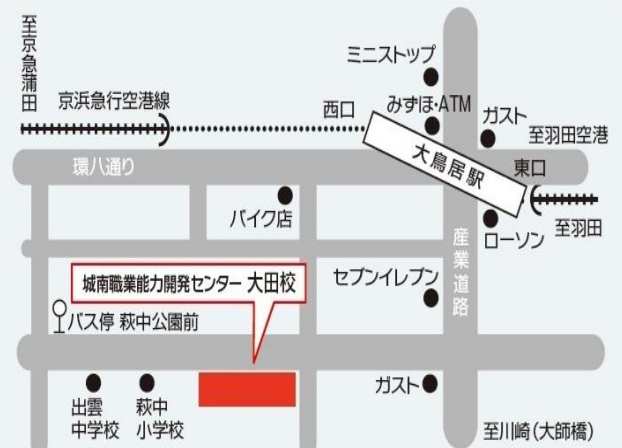 至京急蒲田
京浜急行空港線
西口
ミニストップ
みずほ・ATM
ガスト
至羽田空港
環八通り
大鳥居駅
東口
バイク店
産業道路
ローソン
至羽田
城南職業能力開発センター 大田校
セブンイレブン
バス停 萩中公園前
出雲
中学校
萩中
小学校
ガスト
至川崎(大師橋)